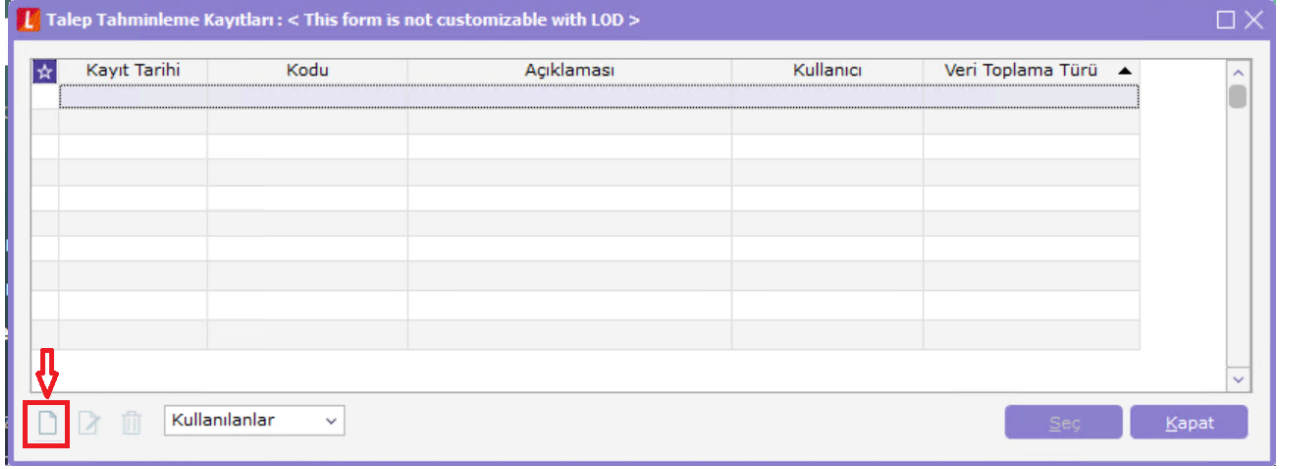 Talep Tahminleme Kayıtları : < This form is not customizable with LOD >
Kayıt Tarihi Kodu Açıklaması Kullanıcı Veri Toplama Türü
Kullanılanlar Seç Kapat